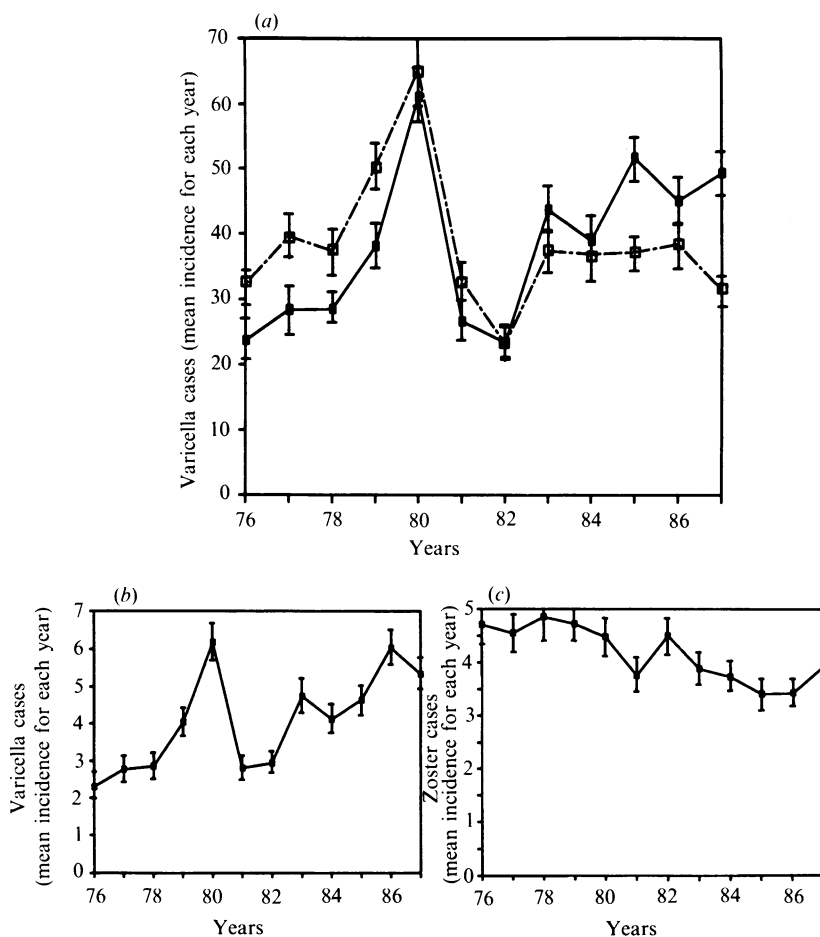 (a)
Varicella cases (mean incidence for each year)
70
60
50
40
30
20
10
0
76 78 80 82 84 86
Years
(b)
Varicella cases
(mean incidence for each year)
7
6
5
4
3
2
1
0
76 78 80 82 84 86
Years
(c)
Zoster cases
(mean incidence for each year)
5
4
3
2
1
0
76 78 80 82 84 86
Years